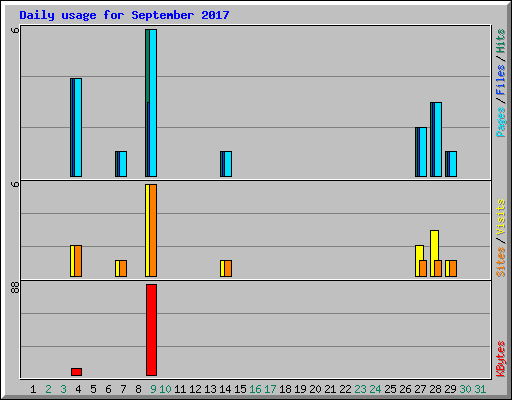 Daily usage for September 2017
6
Pages / Files / Hits
6
Sites / Visits
88
KBytes
1 2 3 4 5 6 7 8 9 10 11 12 13 14 15 16 17 18 19 20 21 22 23 24 25 26 27 28 29 30 31